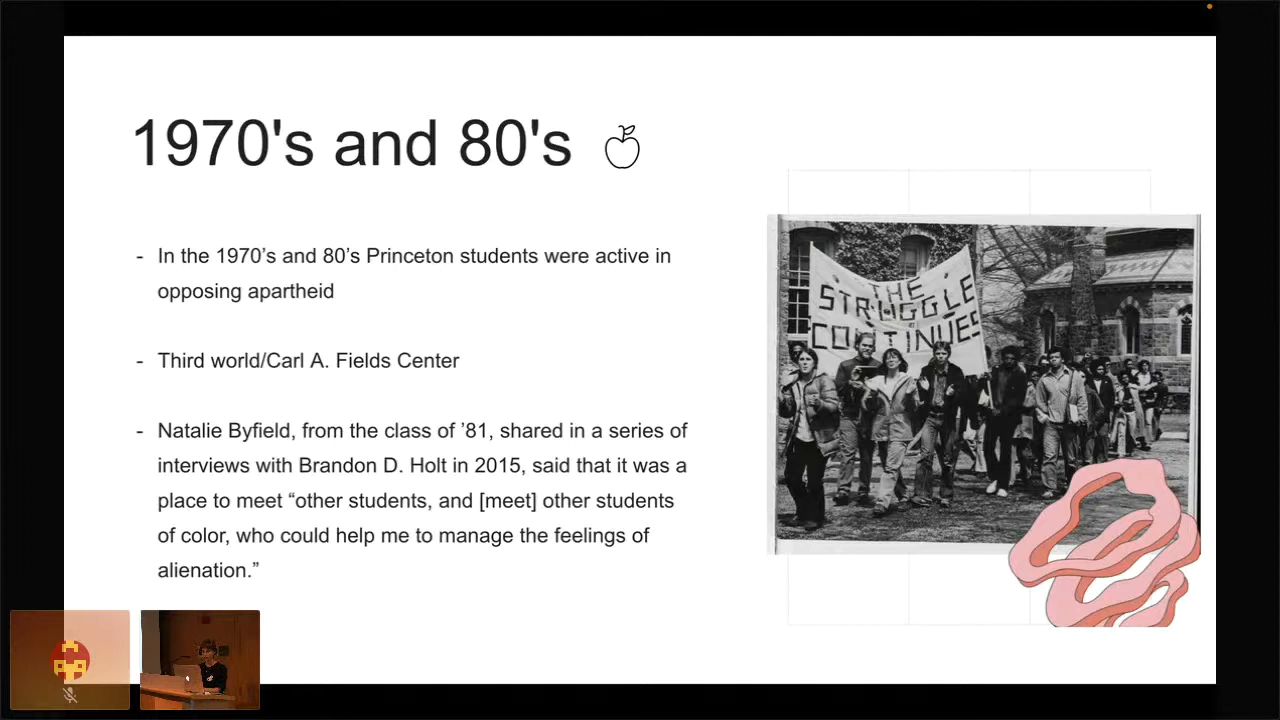 1970's and 80's
- In the 1970’s and 80’s Princeton students were active in
opposing apartheid
- Third world/Carl A. Fields Center
- Natalie Byfield, from the class of ’81, shared in a series of
interviews with Brandon D. Holt in 2015, said that it was a
place to meet “other students, and [meet] other students
of color, who could help me to manage the feelings of
alienation.”
THE
STRUGGLE
CONTINUES